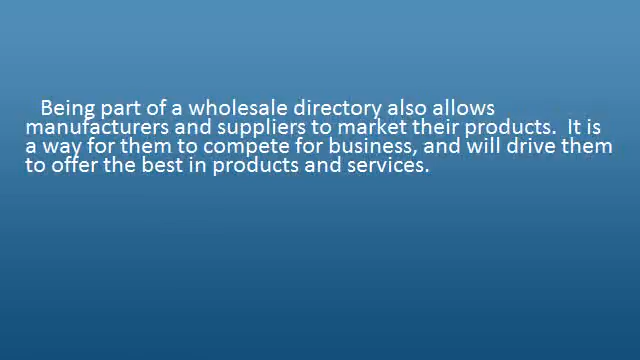 Being part of a wholesale directory also allows
manufacturers and suppliers to market their products.  It is
a way for them to compete for business, and will drive them
to offer the best in products and services.